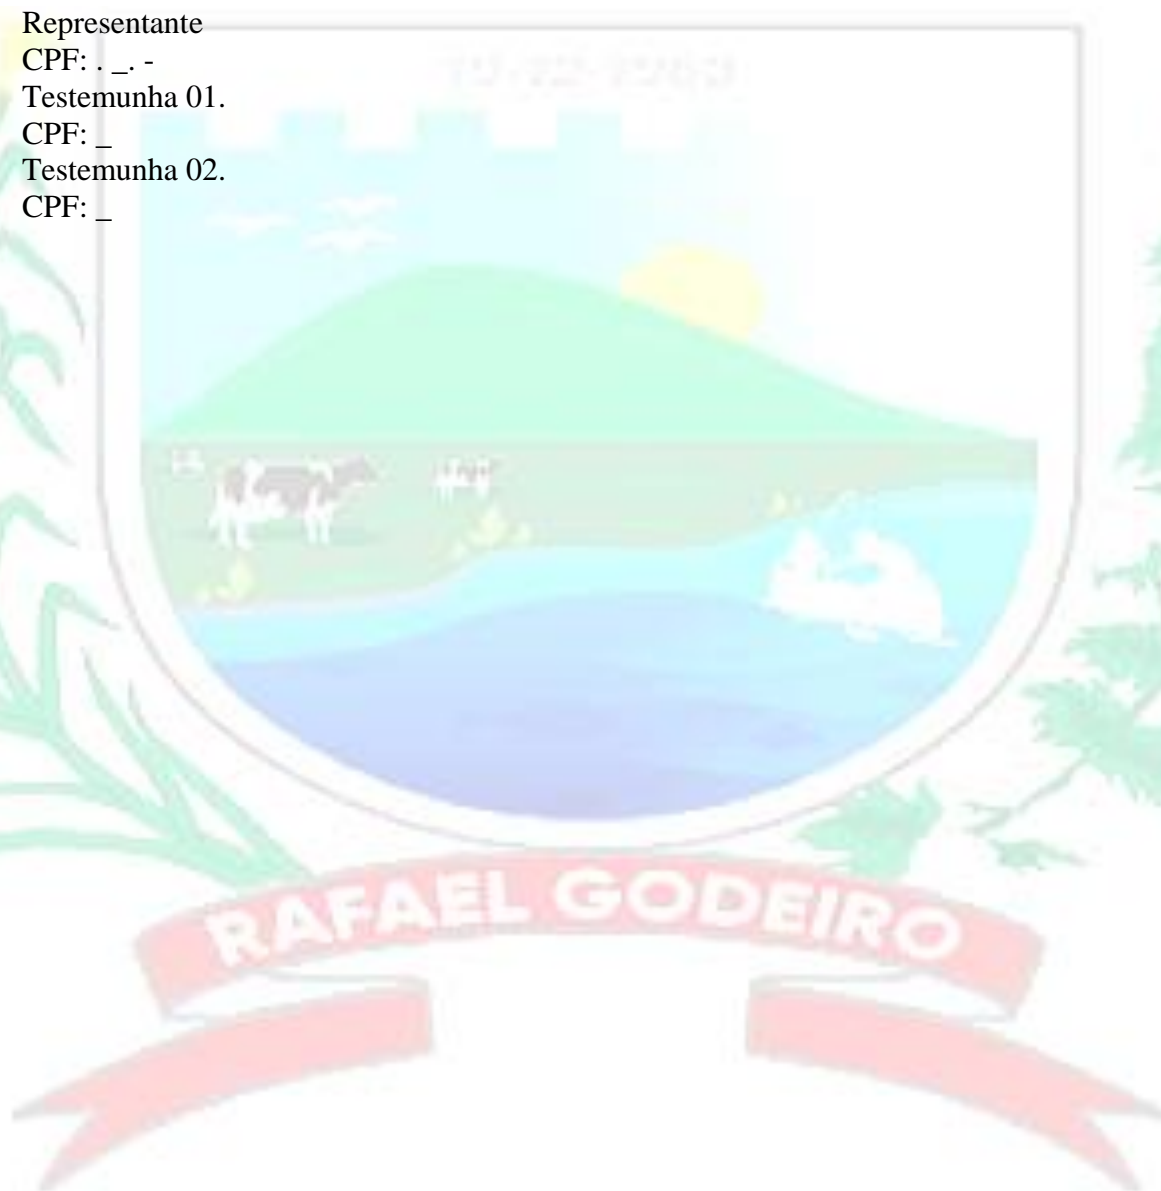 Representante
CPF: . _. -
Testemunha 01.
CPF: _
Testemunha 02.
CPF: _
RAFAEL GODEIRO